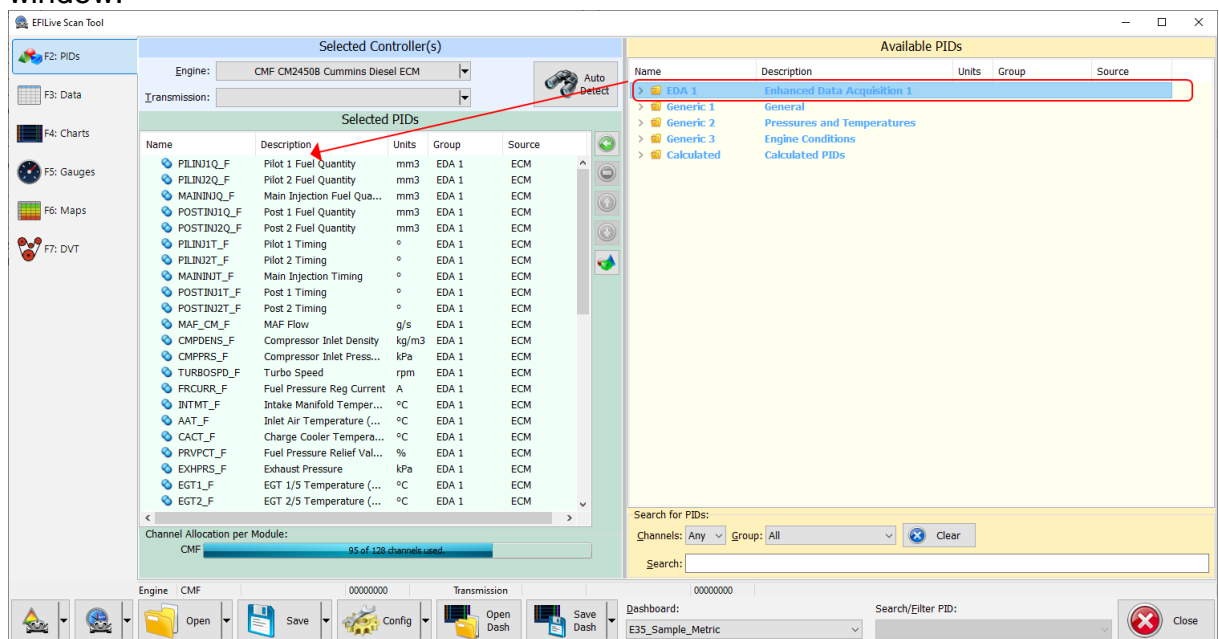 window.
EFILive Scan Tool
F2: PIDs
F3: Data
F4: Charts
F5: Gauges
F6: Maps
F7: DVT
Selected Controller(s)
Engine: CMF CM2450B Cummins Diesel ECM
Transmission:
Auto Detect
Selected PIDs
Name Description Units Group Source
PILINJ1Q_F Pilot 1 Fuel Quantity mm3 EDA 1 ECM
PILINJ2Q_F Pilot 2 Fuel Quantity mm3 EDA 1 ECM
MAININJQ_F Main Injection Fuel Qua... mm3 EDA 1 ECM
POSTINJ1Q_F Post 1 Fuel Quantity mm3 EDA 1 ECM
POSTINJ2Q_F Post 2 Fuel Quantity mm3 EDA 1 ECM
PILINJ1T_F Pilot 1 Timing ° EDA 1 ECM
PILINJ2T_F Pilot 2 Timing ° EDA 1 ECM
MAININJT_F Main Injection Timing ° EDA 1 ECM
POSTINJ1T_F Post 1 Timing ° EDA 1 ECM
POSTINJ2T_F Post 2 Timing ° EDA 1 ECM
MAF_CM_F MAF Flow g/s EDA 1 ECM
CMPDENS_F Compressor Inlet Density kg/m3 EDA 1 ECM
CMPPRS_F Compressor Inlet Press... kPa EDA 1 ECM
TURBOSPD_F Turbo Speed rpm EDA 1 ECM
FRCURR_F Fuel Pressure Reg Current A EDA 1 ECM
INTMT_F Intake Manifold Temper... °C EDA 1 ECM
AAT_F Inlet Air Temperature (... °C EDA 1 ECM
CACT_F Charge Cooler Tempera... °C EDA 1 ECM
PRVPCT_F Fuel Pressure Relief Val... % EDA 1 ECM
EXHPRS_F Exhaust Pressure kPa EDA 1 ECM
EGT1_F EGT 1/5 Temperature (... °C EDA 1 ECM
EGT2_F EGT 2/5 Temperature (... °C EDA 1 ECM
Channel Allocation per Module:
CMF 95 of 128 channels used.
Available PIDs
Name Description Units Group Source
EDA 1 Enhanced Data Acquisition 1
Generic 1 General
Generic 2 Pressures and Temperatures
Generic 3 Engine Conditions
Calculated Calculated PIDs
Search for PIDs:
Channels: Any Group: All Clear
Search:
Engine CMF 00000000 Transmission 00000000
Open Save Config Open Dash Save Dash
Dashboard: Search/Filter PID:
E35_Sample_Metric
Close